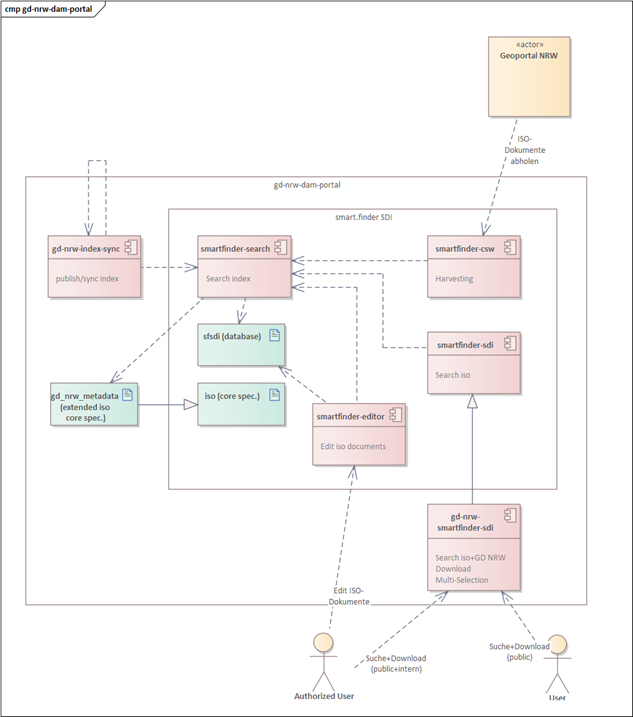 cmp gd-nrw-dam-portal
«actor»
Geoportal NRW
ISO-
Dokumente
abholen
gd-nrw-dam-portal
smart.finder SDI
gd-nrw-index-sync
publish/sync index
smartfinder-search
Search index
smartfinder-csw
Harvesting
sfsdi (database)
smartfinder-sdi
Search iso
gd_nrw_metadata
(extended iso
core spec.)
iso (core spec.)
smartfinder-editor
Edit iso documents
gd-nrw-
smartfinder-sdi
Search iso+GD NRW
Download
Multi-Selection
Edit ISO-
Dokumente
Suche+Download
(public+intern)
Suche+Download
(public)
Authorized User
User